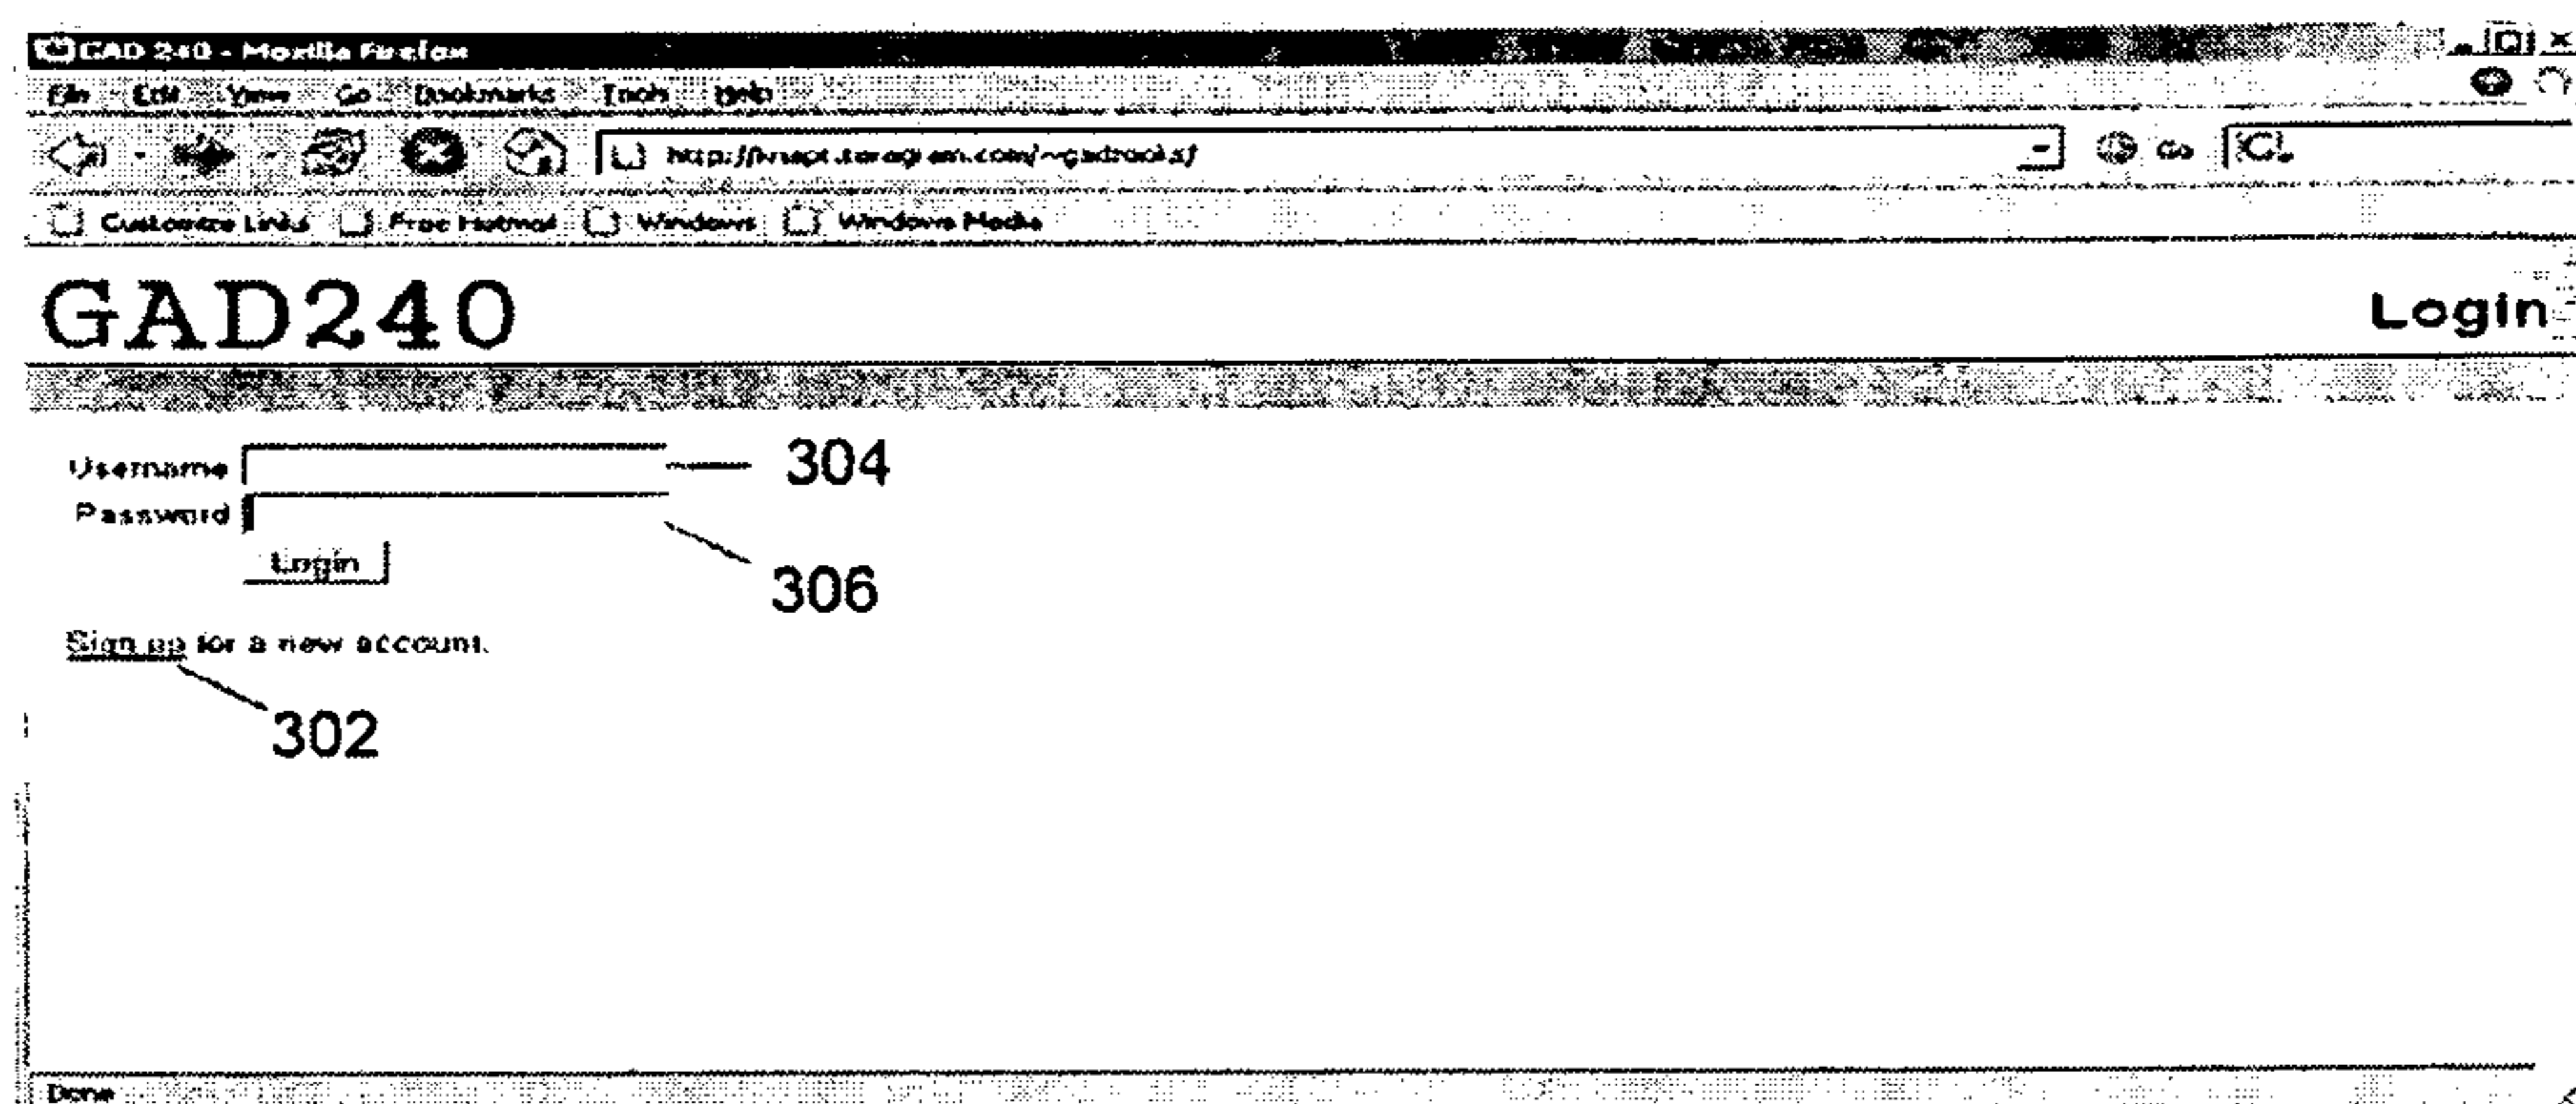 GAD 240 - Mozilla Firefox
File Edit View Go Bookmarks Tools Help
Go
Customize Links Free Hotmail Windows Windows Media
GAD240 Login
Username 304
Password
306
Login
Sign up for a new account.
302
Done